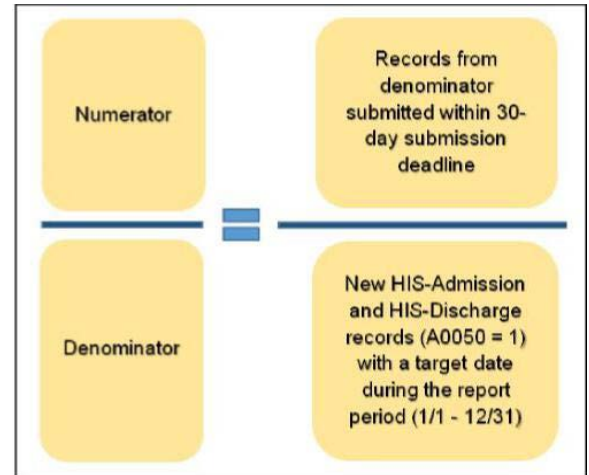 Numerator
Records from
denominator
submitted within 30-
day submission
deadline
Denominator
New HIS-Admission
and HIS-Discharge
records (A0050 = 1)
with a target date
during the report
period (1/1 - 12/31)